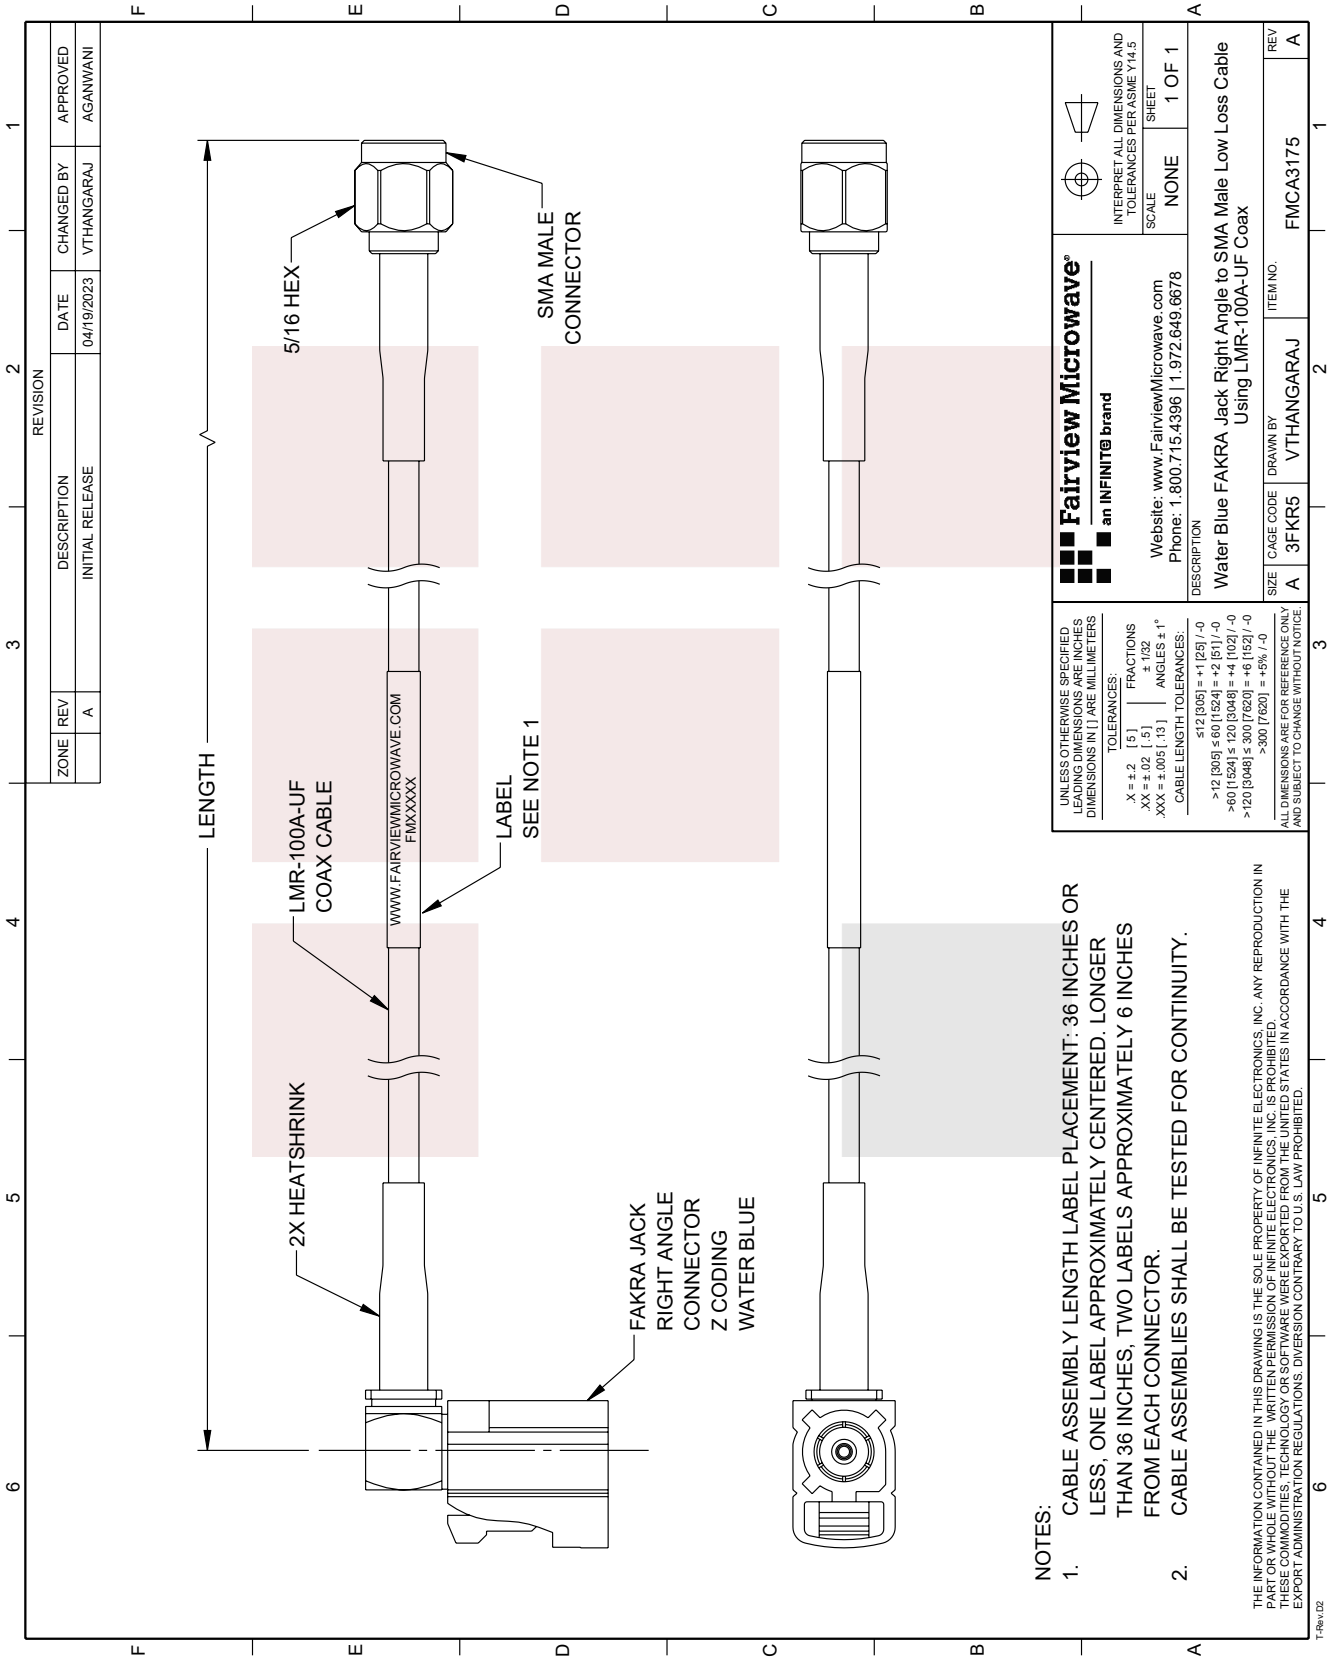 REVISION
ZONE REV DESCRIPTION DATE CHANGED BY APPROVED
A INITIAL RELEASE 04/19/2023 VTHANGARAJ AGANWANI
6 5 4 3 2 1
F
E
D
C
B
A
F
E
D
C
B
A
LENGTH
2X HEATSHRINK
LMR-100A-UF
COAX CABLE
5/16 HEX
WWW.FAIRVIEWMICROWAVE.COM
FMXXXXX
LABEL
SEE NOTE 1
SMA MALE
CONNECTOR
FAKRA JACK
RIGHT ANGLE
CONNECTOR
Z CODING
WATER BLUE
NOTES:
1. CABLE ASSEMBLY LENGTH LABEL PLACEMENT: 36 INCHES OR
LESS, ONE LABEL APPROXIMATELY CENTERED. LONGER
THAN 36 INCHES, TWO LABELS APPROXIMATELY 6 INCHES
FROM EACH CONNECTOR.
2. CABLE ASSEMBLIES SHALL BE TESTED FOR CONTINUITY.
THE INFORMATION CONTAINED IN THIS DRAWING IS THE SOLE PROPERTY OF INFINITE ELECTRONICS, INC. ANY REPRODUCTION IN
PART OR WHOLE WITHOUT THE WRITTEN PERMISSION OF INFINITE ELECTRONICS, INC. IS PROHIBITED.
THESE COMMODITIES, TECHNOLOGY OR SOFTWARE WERE EXPORTED FROM THE UNITED STATES IN ACCORDANCE WITH THE
EXPORT ADMINISTRATION REGULATIONS. DIVERSION CONTRARY TO U.S. LAW PROHIBITED.
UNLESS OTHERWISE SPECIFIED
LEADING DIMENSIONS ARE INCHES
DIMENSIONS IN [ ] ARE MILLIMETERS
TOLERANCES:
.X = ±.2 [5] FRACTIONS
.XX = ±.02 [.5] ± 1/32
.XXX = ±.005 [.13] ANGLES ± 1°
CABLE LENGTH TOLERANCES:
≤12 [305] = +1 [25] / -0
>12 [305] ≤ 60 [1524] = +2 [51] / -0
>60 [1524] ≤ 120 [3048] = +4 [102] / -0
>120 [3048] ≤ 300 [7620] = +6 [152] / -0
>300 [7620] = +5% / -0
ALL DIMENSIONS ARE FOR REFERENCE ONLY
AND SUBJECT TO CHANGE WITHOUT NOTICE.
Fairview Microwave®
an INFINITE brand
Website: www.FairviewMicrowave.com
Phone: 1.800.715.4396 | 1.972.649.6678
INTERPRET ALL DIMENSIONS AND
TOLERANCES PER ASME Y14.5
SCALE NONE SHEET 1 OF 1
DESCRIPTION
Water Blue FAKRA Jack Right Angle to SMA Male Low Loss Cable
Using LMR-100A-UF Coax
SIZE A CAGE CODE 3FKR5 DRAWN BY VTHANGARAJ ITEM NO. FMCA3175 REV A
6 5 4 3 2 1
T-Rev.D2